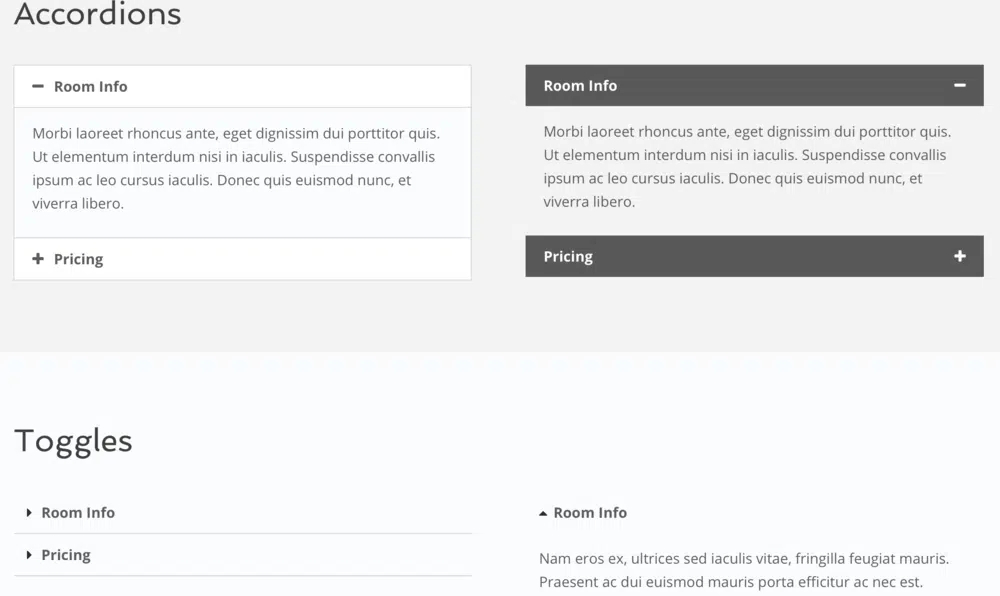 Accordions
Room Info
Morbi laoreet rhoncus ante, eget dignissim dui porttitor quis.
Ut elementum interdum nisi in iaculis. Suspendisse convallis
ipsum ac leo cursus iaculis. Donec quis euismod nunc, et
viverra libero.
Pricing
Room Info
Morbi laoreet rhoncus ante, eget dignissim dui porttitor quis.
Ut elementum interdum nisi in iaculis. Suspendisse convallis
ipsum ac leo cursus iaculis. Donec quis euismod nunc, et
viverra libero.
Pricing
Toggles
Room Info
Pricing
Room Info
Nam eros ex, ultrices sed iaculis vitae, fringilla feugiat mauris.
Praesent ac dui euismod mauris porta efficitur ac nec est.